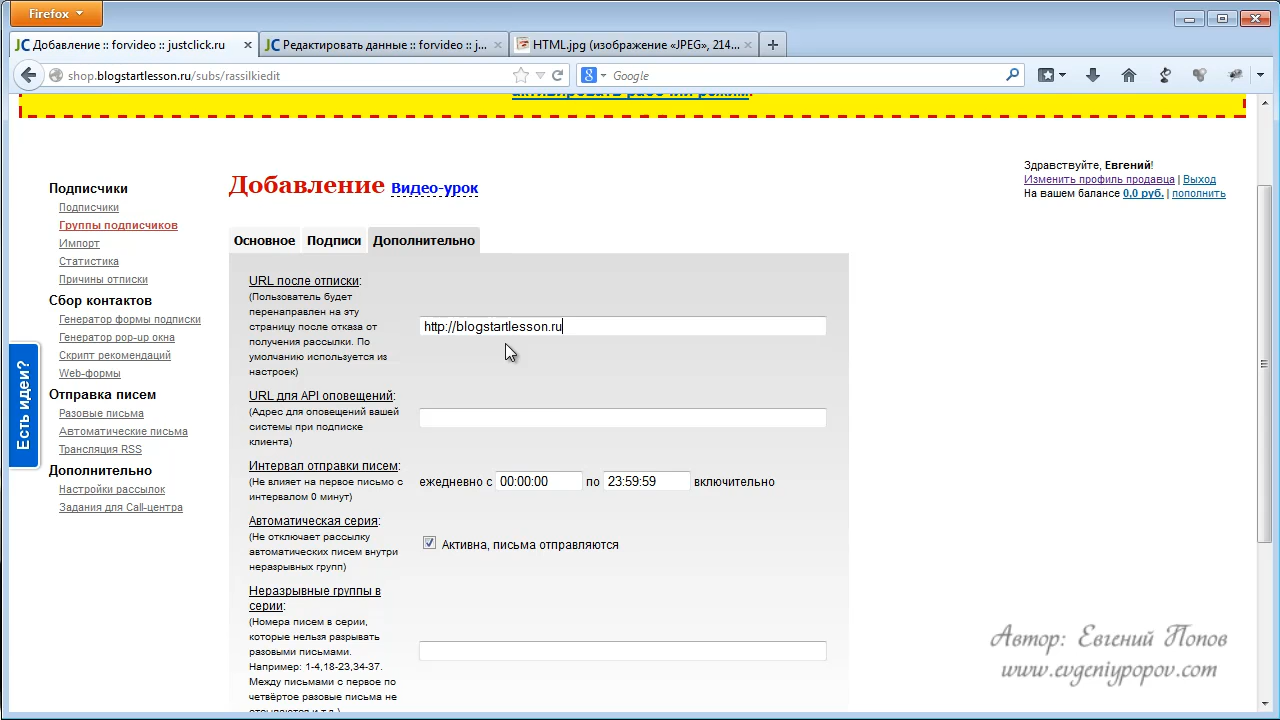 Firefox
Добавление :: forvideo :: justclick.ru
Редактировать данные :: forvideo :: j...
HTML.jpg (изображение «JPEG», 214...
shop.blogstartlesson.ru/subs/rassilkiedit
Google
активировать рабочий режим!
Здравствуйте, Евгений!
Изменить профиль продавца | Выход
На вашем балансе 0,0 руб. | пополнить
Подписчики
Подписчики
Группы подписчиков
Импорт
Статистика
Причины отписки
Сбор контактов
Генератор формы подписки
Генератор pop-up окна
Скрипт рекомендаций
Web-формы
Отправка писем
Разовые письма
Автоматические письма
Трансляция RSS
Дополнительно
Настройки рассылок
Задания для Call-центра
Есть идеи?
Добавление Видео-урок
Основное Подписи Дополнительно
URL после отписки:
(Пользователь будет
перенаправлен на эту
страницу после отказа от
получения рассылки. По
умолчанию используется из
настроек)
http://blogstartlesson.ru
URL для API оповещений:
(Адрес для оповещений вашей
системы при подписке
клиента)
Интервал отправки писем:
(Не влияет на первое письмо с
интервалом 0 минут)
ежедневно с 00:00:00 по 23:59:59 включительно
Автоматическая серия:
(Не отключает рассылку
автоматических писем внутри
неразрывных групп)
Активна, письма отправляются
Неразрывные группы в
серии:
(Номера писем в серии,
которые нельзя разрывать
разовыми письмами.
Например: 1-4,18-23,34-37.
Между письмами с первое по
четвёртое разовые письма не
Автор: Евгений Попов
www.evgeniypopov.com